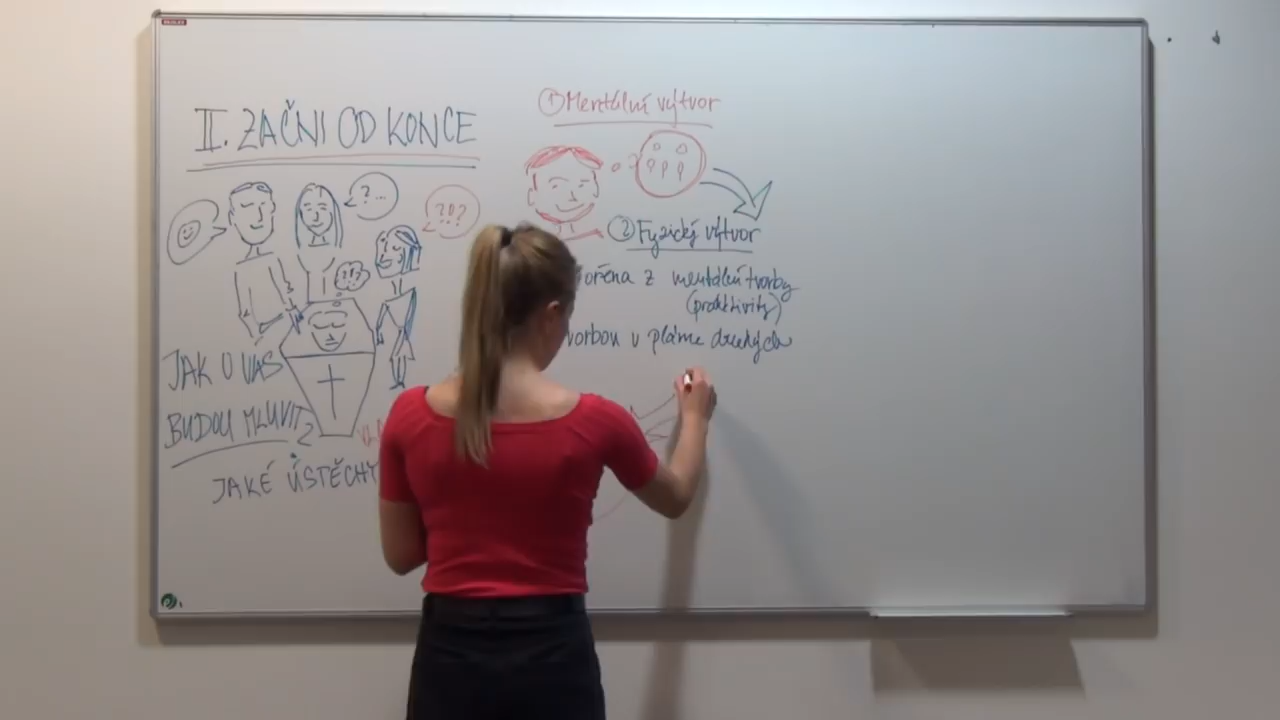 II. ZAČNI OD KONCE
? ...
???
JAK U VÁS
BUDOU MLUVIT?
JAKÉ ÚSTĚCHY
① Mentální výtvor
② Fyzický výtvor
ořena z mentální tvorby
(proaktivity)
vorbou v plánu druhých